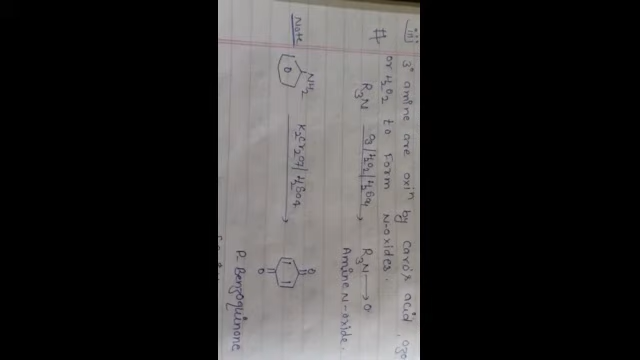 iii) 3° amine are oxin by caro's acid, ozo
or H2O2 to form N-oxides.
# R3N O3/H2O2/H2SO4 → R3N→O
Amine N-oxide.
Note NH2 K2Cr2O7/H2SO4 → O O
P-Benzoquinone